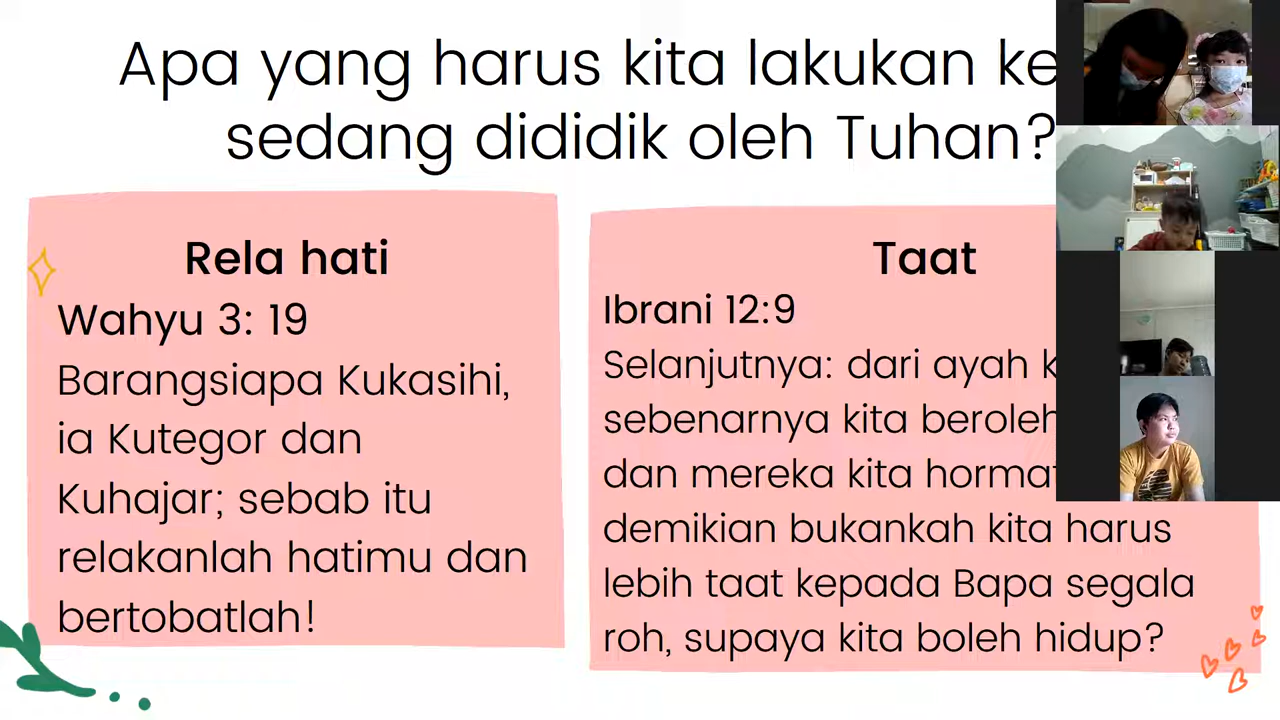 Apa yang harus kita lakukan ke
sedang dididik oleh Tuhan?
Rela hati
Wahyu 3: 19
Barangsiapa Kukasihi,
ia Kutegor dan
Kuhajar; sebab itu
relakanlah hatimu dan
bertobatlah!
Taat
Ibrani 12:9
Selanjutnya: dari ayah k
sebenarnya kita beroleh
dan mereka kita hormat
demikian bukankah kita harus
lebih taat kepada Bapa segala
roh, supaya kita boleh hidup?